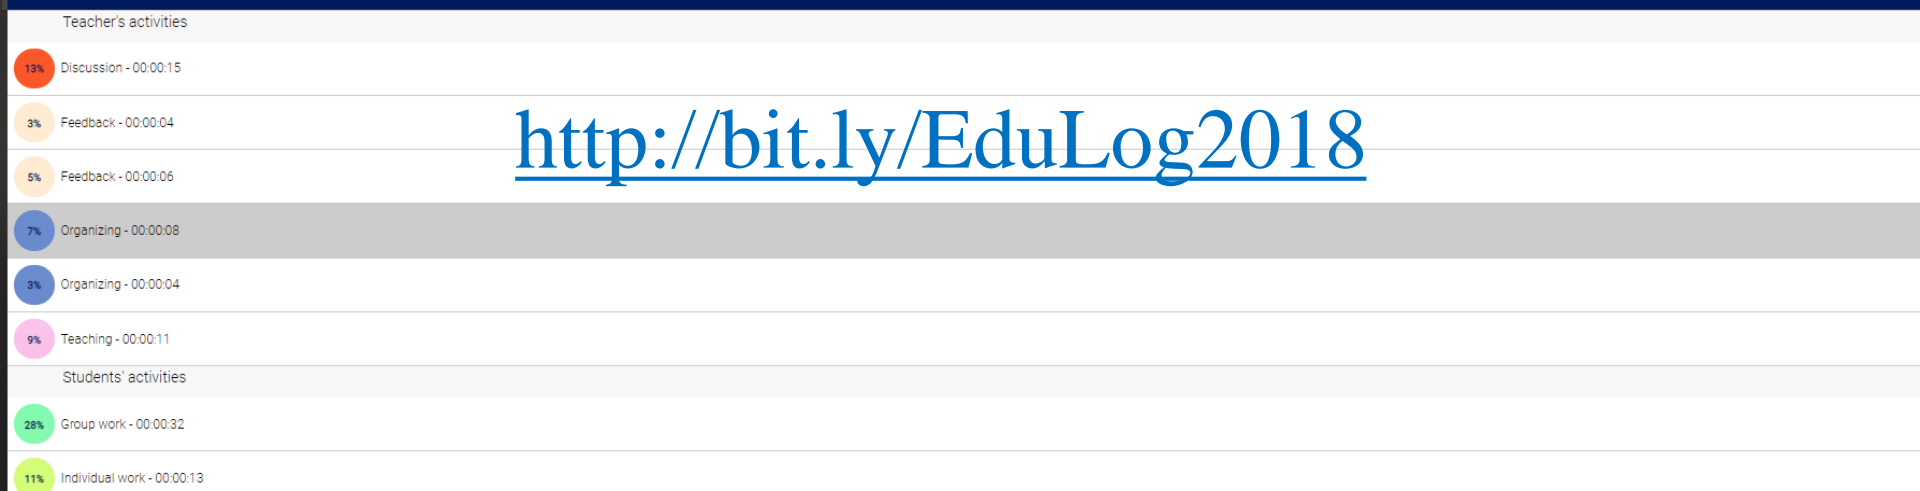 Teacher's activities
13% Discussion - 00:00:15
3% Feedback - 00:00:04
http://bit.ly/EduLog2018
5% Feedback - 00:00:06
7% Organizing - 00:00:08
3% Organizing - 00:00:04
9% Teaching - 00:00:11
Students' activities
28% Group work - 00:00:32
11% Individual work - 00:00:13